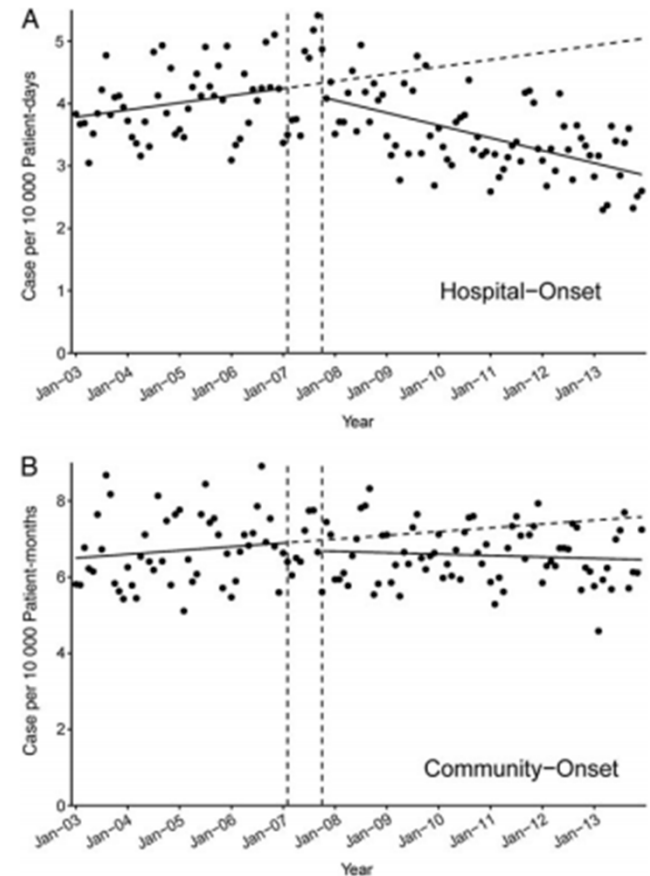 A
Case per 10 000 Patient-days
5
4
3
2
1
0
Hospital−Onset
Jan−03 Jan−04 Jan−05 Jan−06 Jan−07 Jan−08 Jan−09 Jan−10 Jan−11 Jan−12 Jan−13
Year
B
Case per 10 000 Patient-months
8
6
4
2
0
Community−Onset
Jan−03 Jan−04 Jan−05 Jan−06 Jan−07 Jan−08 Jan−09 Jan−10 Jan−11 Jan−12 Jan−13
Year